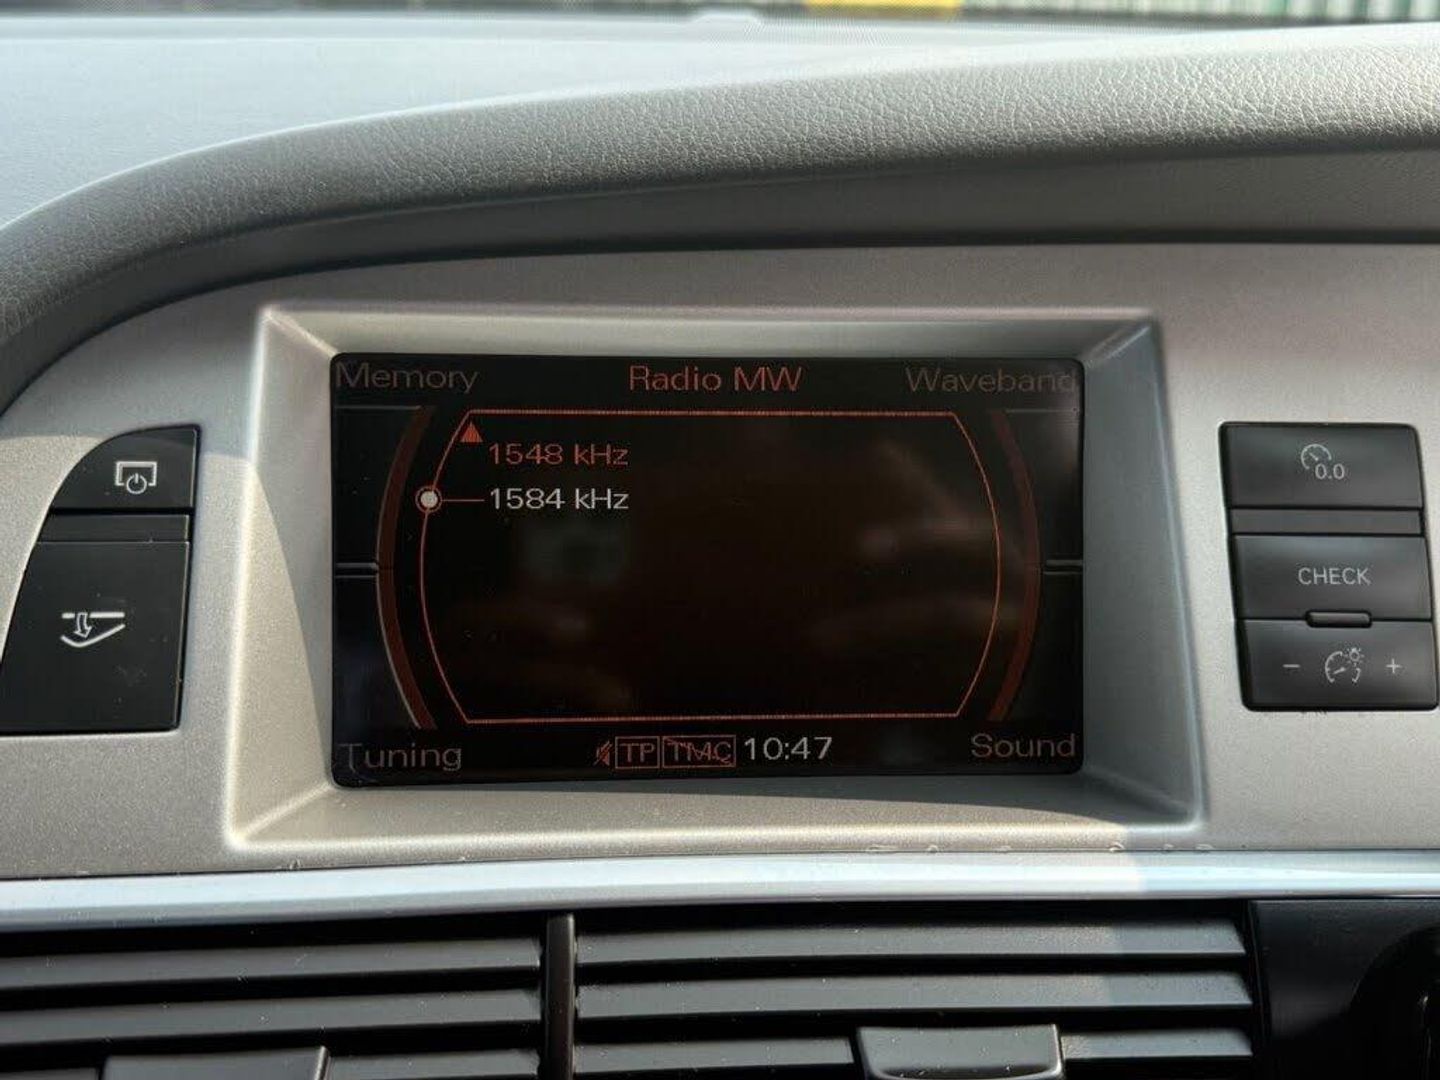 Memory Radio MW Waveband
1548 kHz
1584 kHz
Tuning TP TMC 10:47 Sound
0.0
CHECK
- +